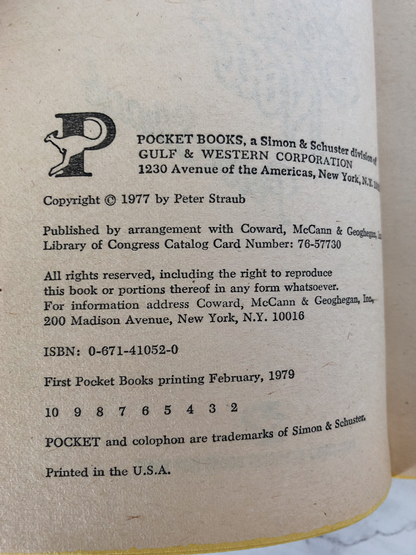 P
POCKET BOOKS, a Simon & Schuster division of
GULF & WESTERN CORPORATION
1230 Avenue of the Americas, New York, N.Y.
Copyright © 1977 by Peter Straub
Published by arrangement with Coward, McCann & Geoghegan,
Library of Congress Catalog Card Number: 76-57730
All rights reserved, including the right to reproduce
this book or portions thereof in any form whatsoever.
For information address Coward, McCann & Geoghegan, Inc.,
200 Madison Avenue, New York, N.Y. 10016
ISBN: 0-671-41052-0
First Pocket Books printing February, 1979
10 9 8 7 6 5 4 3 2
POCKET and colophon are trademarks of Simon & Schuster.
Printed in the U.S.A.